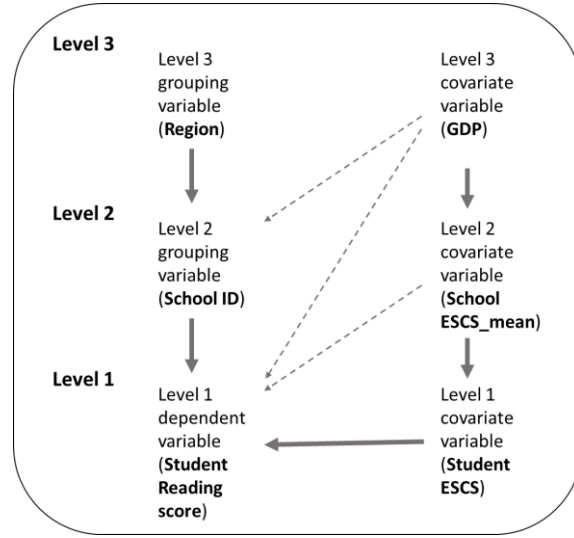 Level 3
Level 3
grouping
variable
(Region)
Level 3
covariate
variable
(GDP)
Level 2
Level 2
grouping
variable
(School ID)
Level 2
covariate
variable
(School
ESCS_mean)
Level 1
Level 1
dependent
variable
(Student
Reading
score)
Level 1
covariate
variable
(Student
ESCS)